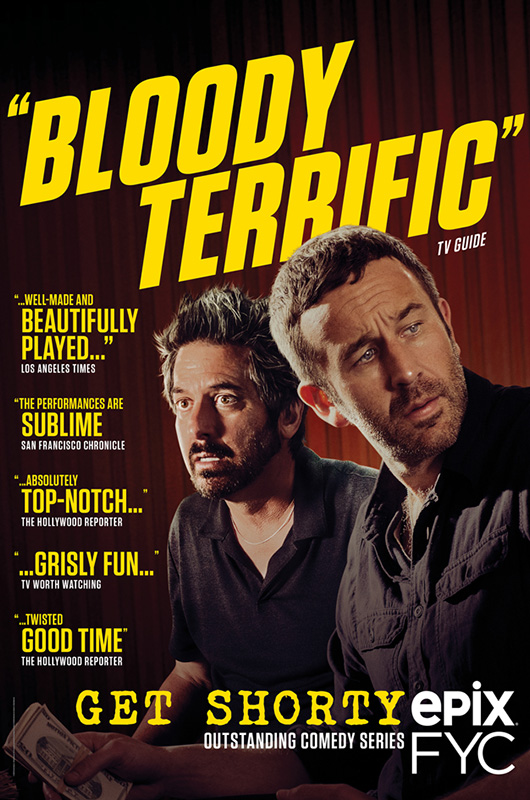 “BLOODY
TERRIFIC”
TV GUIDE
“...WELL-MADE AND
BEAUTIFULLY
PLAYED...”
LOS ANGELES TIMES
“THE PERFORMANCES ARE
SUBLIME
SAN FRANCISCO CHRONICLE
“...ABSOLUTELY
TOP-NOTCH...”
THE HOLLYWOOD REPORTER
“...GRISLY FUN...”
TV WORTH WATCHING
“...TWISTED
GOOD TIME”
THE HOLLYWOOD REPORTER
GET SHORTY
OUTSTANDING COMEDY SERIES
epix
FYC